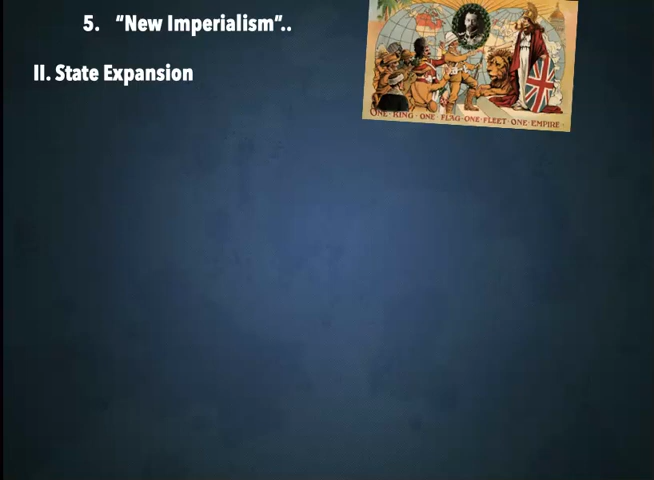 5. “New Imperialism”..
II. State Expansion
ONE·KING·ONE·FLAG·ONE·FLEET·ONE·EMPIRE